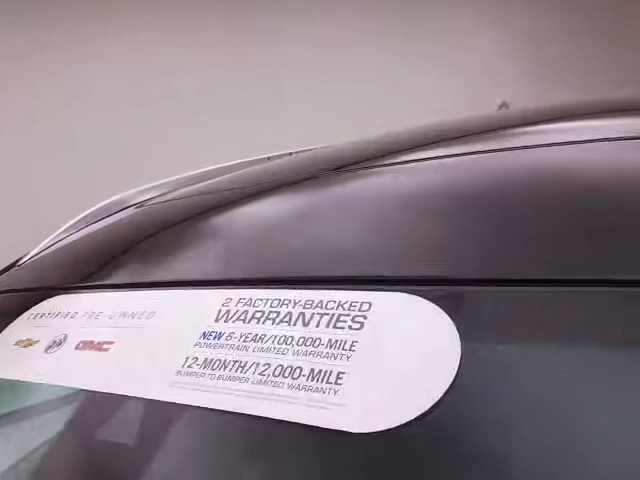 CERTIFIED PRE-OWNED
GMC
2 FACTORY-BACKED
WARRANTIES
NEW 6-YEAR/100,000-MILE
POWERTRAIN LIMITED WARRANTY.
12-MONTH/12,000-MILE
BUMPER-TO-BUMPER LIMITED WARRANTY.